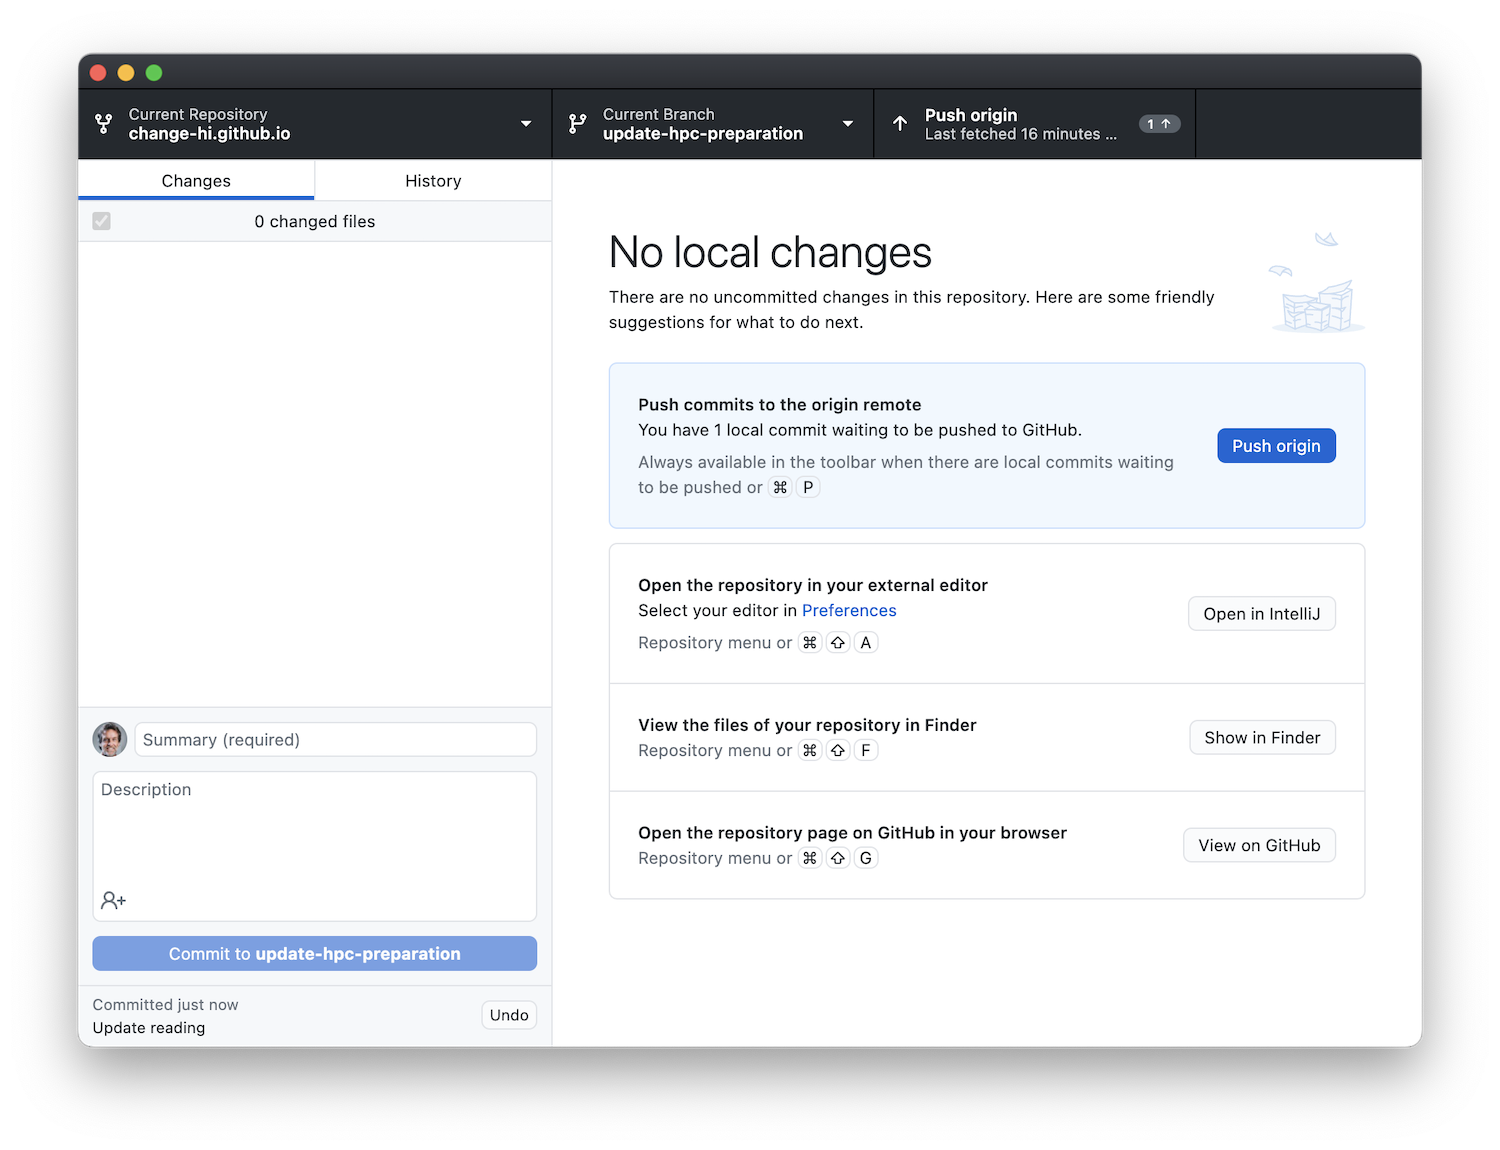 Current Repository
change-hi.github.io
Current Branch
update-hpc-preparation
Push origin
Last fetched 16 minutes ...
1 ↑
Changes
History
0 changed files
No local changes
There are no uncommitted changes in this repository. Here are some friendly
suggestions for what to do next.
Push commits to the origin remote
You have 1 local commit waiting to be pushed to GitHub.
Always available in the toolbar when there are local commits waiting
to be pushed or ⌘ P
Push origin
Open the repository in your external editor
Select your editor in Preferences
Repository menu or ⌘ ⇧ A
Open in IntelliJ
View the files of your repository in Finder
Repository menu or ⌘ ⇧ F
Show in Finder
Open the repository page on GitHub in your browser
Repository menu or ⌘ ⇧ G
View on GitHub
Summary (required)
Description
Commit to update-hpc-preparation
Committed just now
Update reading
Undo